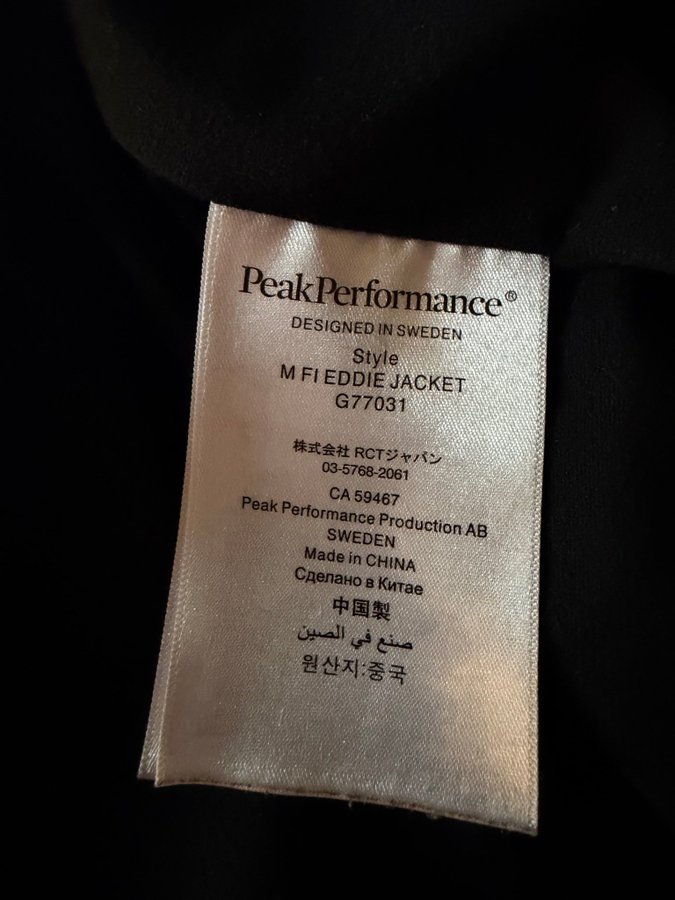 PeakPerformance®
DESIGNED IN SWEDEN
Style
M FI EDDIE JACKET
G77031
株式会社 RCTジャパン
03-5768-2061
CA 59467
Peak Performance Production AB
SWEDEN
Made in CHINA
Сделано в Китае
中国製
صنع في الصين
원산지:중국